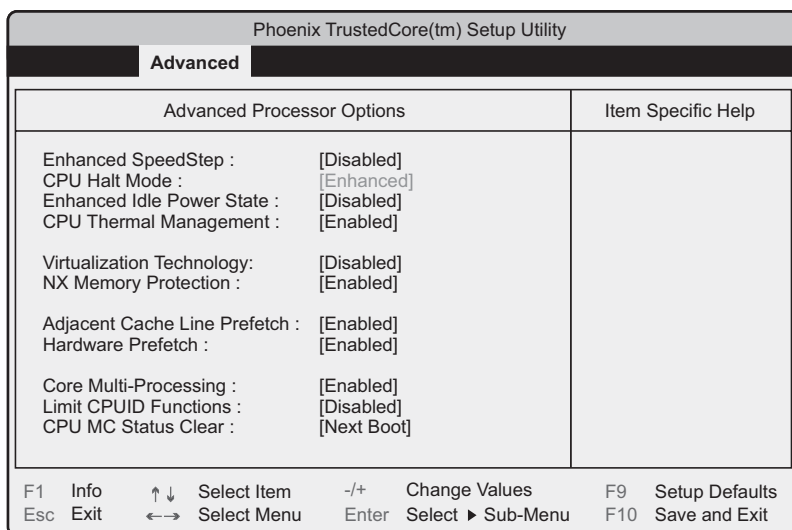 Phoenix TrustedCore(tm) Setup Utility
Advanced
Advanced Processor Options
Item Specific Help
Enhanced SpeedStep : [Disabled]
CPU Halt Mode : [Enhanced]
Enhanced Idle Power State : [Disabled]
CPU Thermal Management : [Enabled]
Virtualization Technology: [Disabled]
NX Memory Protection : [Enabled]
Adjacent Cache Line Prefetch : [Enabled]
Hardware Prefetch : [Enabled]
Core Multi-Processing : [Enabled]
Limit CPUID Functions : [Disabled]
CPU MC Status Clear : [Next Boot]
F1 Info ↑↓ Select Item -/+ Change Values F9 Setup Defaults
Esc Exit ←→ Select Menu Enter Select ▶ Sub-Menu F10 Save and Exit